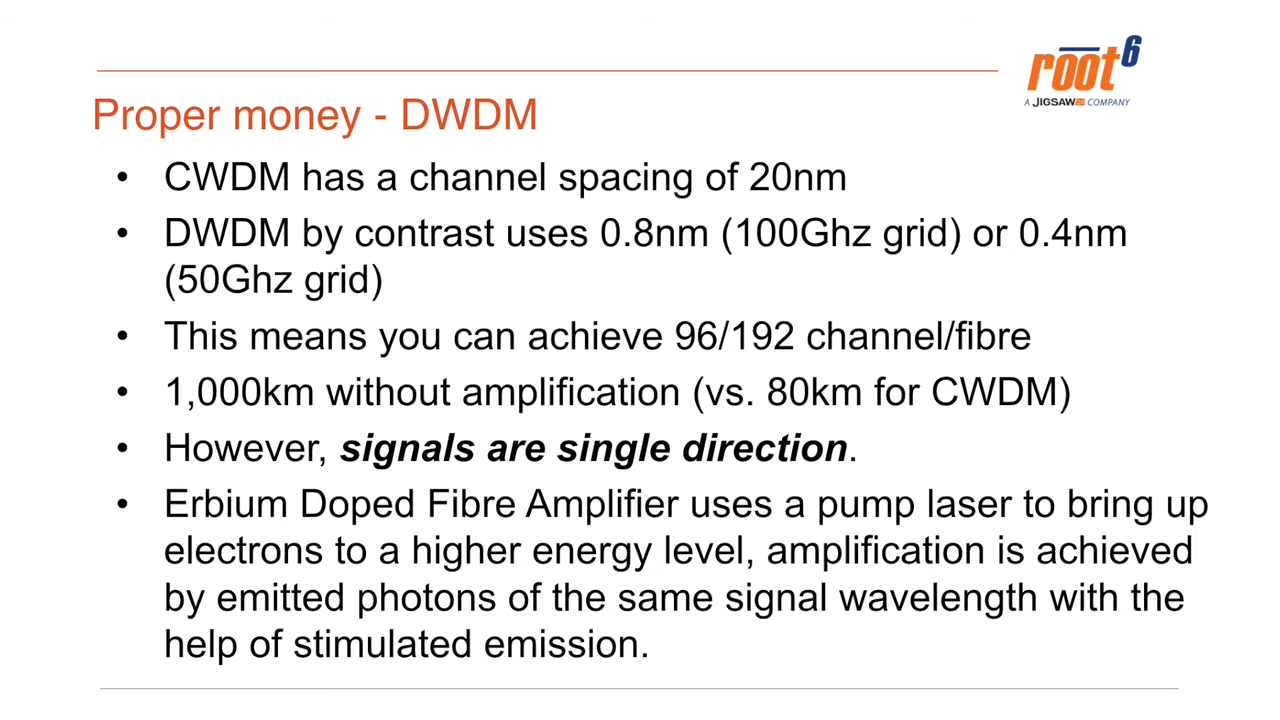 root6
A JIGSAW24 COMPANY
Proper money - DWDM
• CWDM has a channel spacing of 20nm
• DWDM by contrast uses 0.8nm (100Ghz grid) or 0.4nm
(50Ghz grid)
• This means you can achieve 96/192 channel/fibre
• 1,000km without amplification (vs. 80km for CWDM)
• However, signals are single direction.
• Erbium Doped Fibre Amplifier uses a pump laser to bring up
electrons to a higher energy level, amplification is achieved
by emitted photons of the same signal wavelength with the
help of stimulated emission.